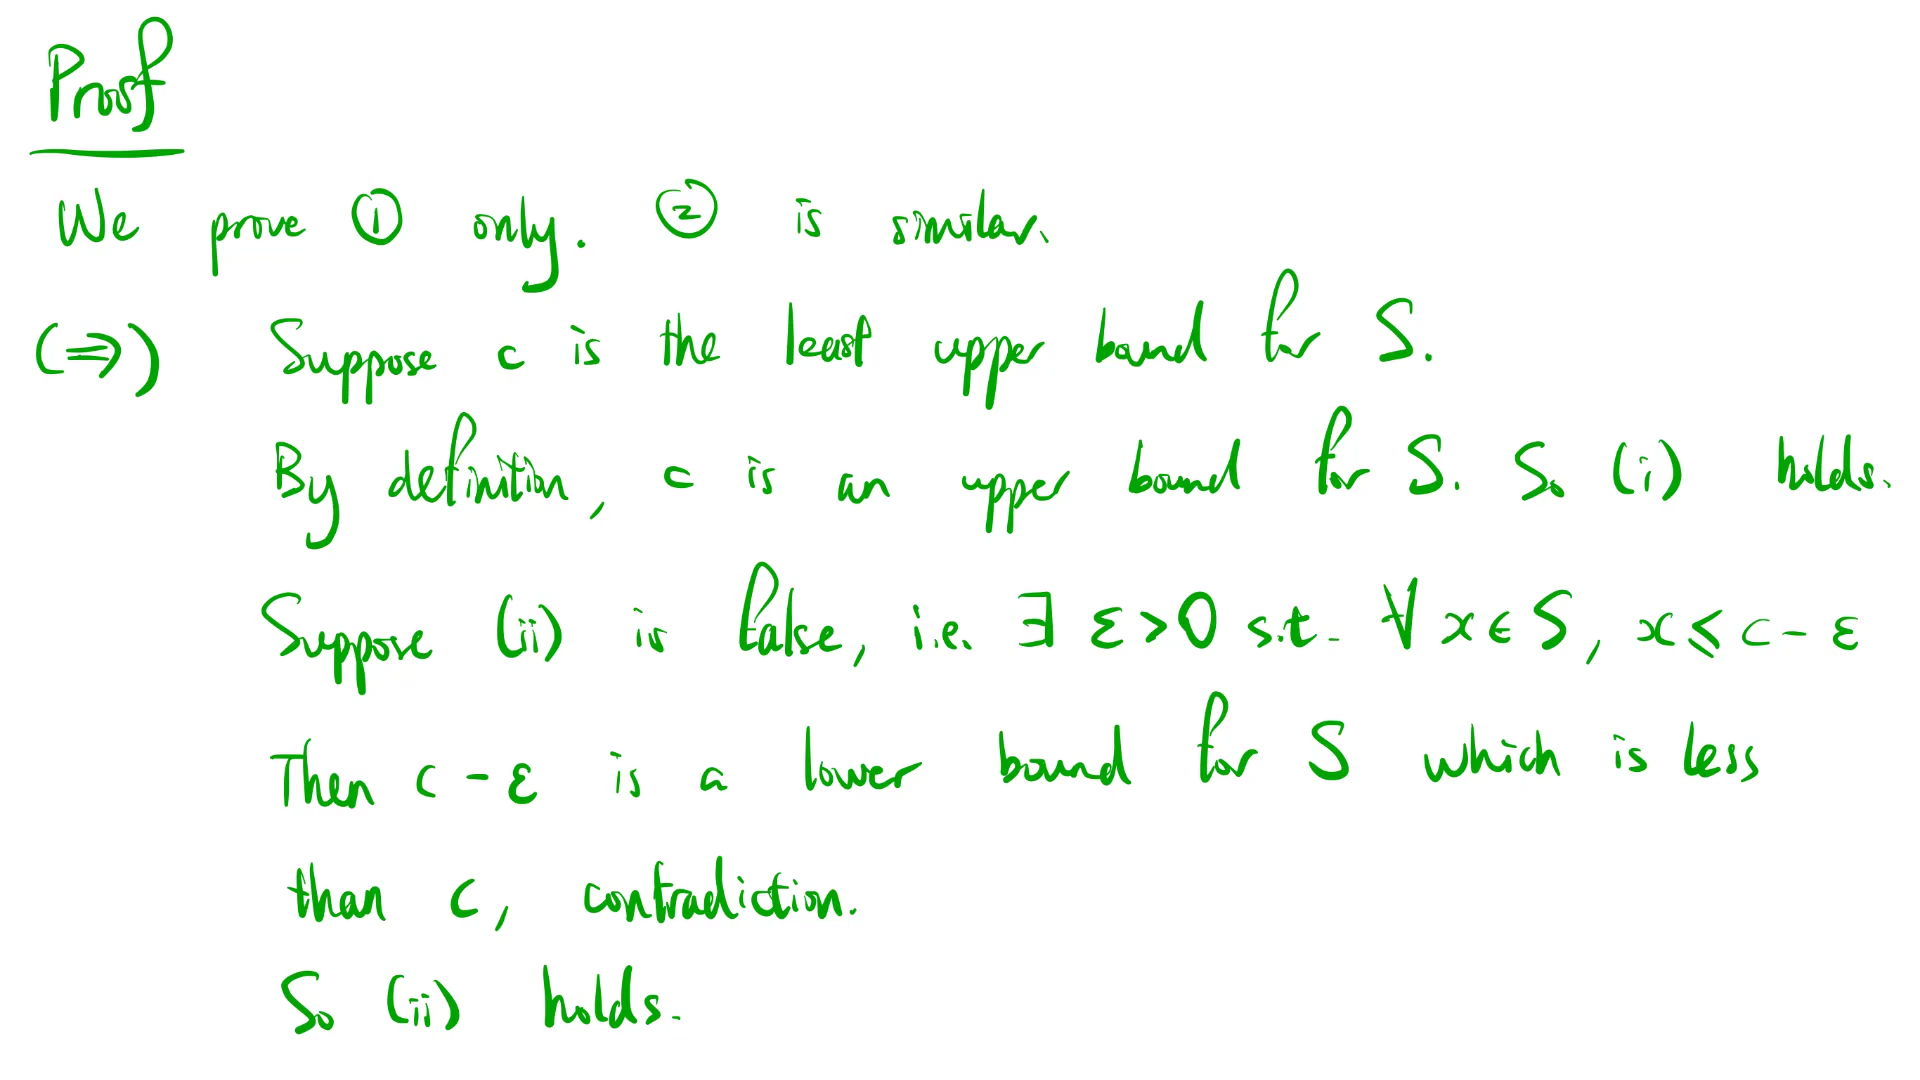 Proof
We prove ① only. ② is similar.
(⇒) Suppose c is the least upper bound for S.
By definition, c is an upper bound for S. So (i) holds.
Suppose (ii) is false, i.e. ∃ ε>0 s.t. ∀ x ∈ S, x ≤ c - ε
Then c - ε is a lower bound for S which is less
than c, contradiction.
So (ii) holds.